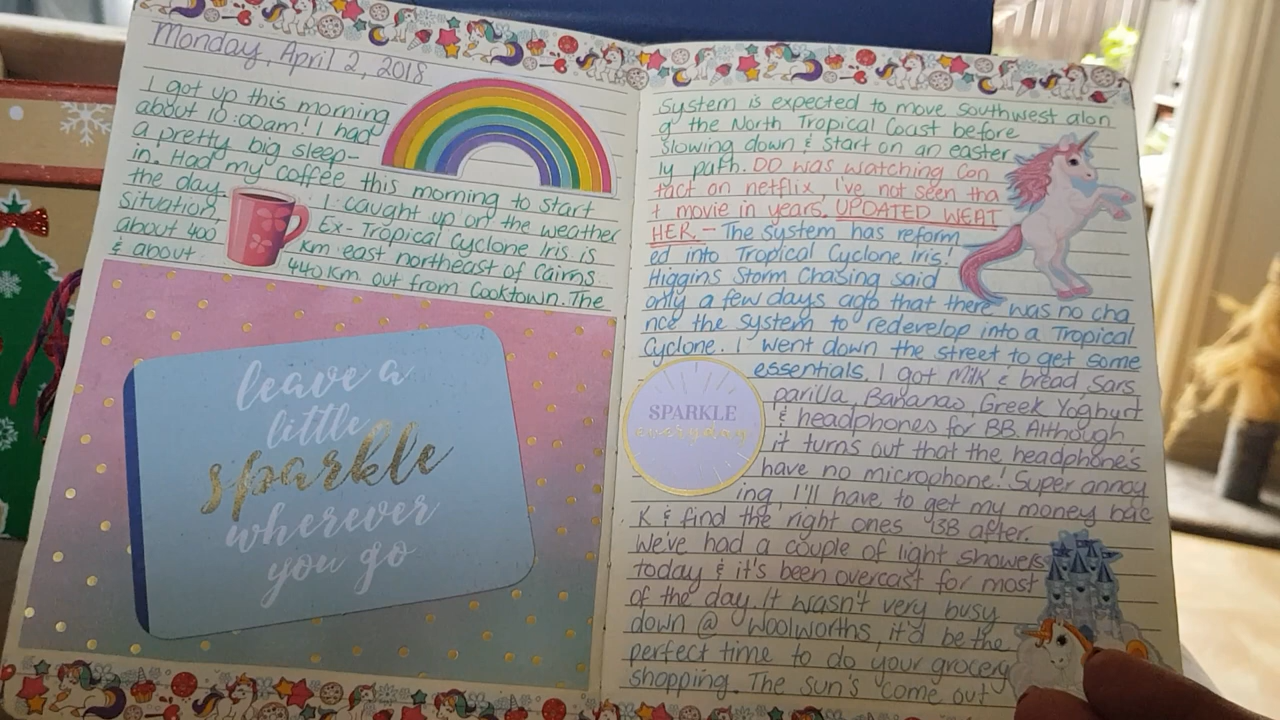 Monday, April 2, 2018
I got up this morning
about 10:00am! I had
a pretty big sleep-
in. Had my coffee this morning to start
the day. I caught up on the weather
situation. Ex-Tropical Cyclone Iris is
about 400 km east northeast of Cairns
& about 440 km out from Cooktown. The
leave a
little
sparkle
wherever
you go
System is expected to move southwest alon
g the North Tropical Coast before
slowing down & start on an easter
ly path. DD was watching Con
tact on netflix, I've not seen tha
t movie in years. UPDATED WEAT
HER.- The System has reform
ed into Tropical Cyclone Iris!
Higgins Storm Chasing said
only a few days ago that there was no cha
nce the System to redevelop into a Tropical
Cyclone. I went down the street to get some
essentials. I got Milk & bread, Sars
parilla, Bananas, Greek Yoghurt
& headphones for BB. Although
it turns out that the headphone's
have no microphone! Super annoy
ing, I'll have to get my money bac
k & find the right ones
SPARKLE
everyday
after.
We've had a couple of light showers
today & it's been overcast for most
of the day. It wasn't very busy
down @ Woolworths, it'd be the
perfect time to do your grocery
shopping. The sun's come out